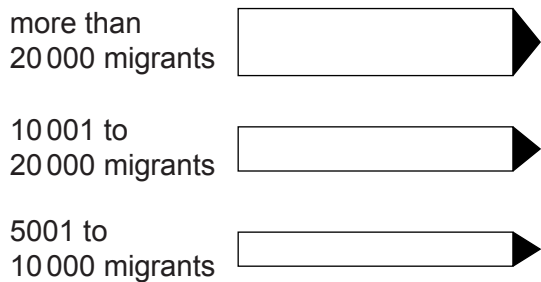 more than
20 000 migrants
10 001 to
20 000 migrants
5001 to
10 000 migrants